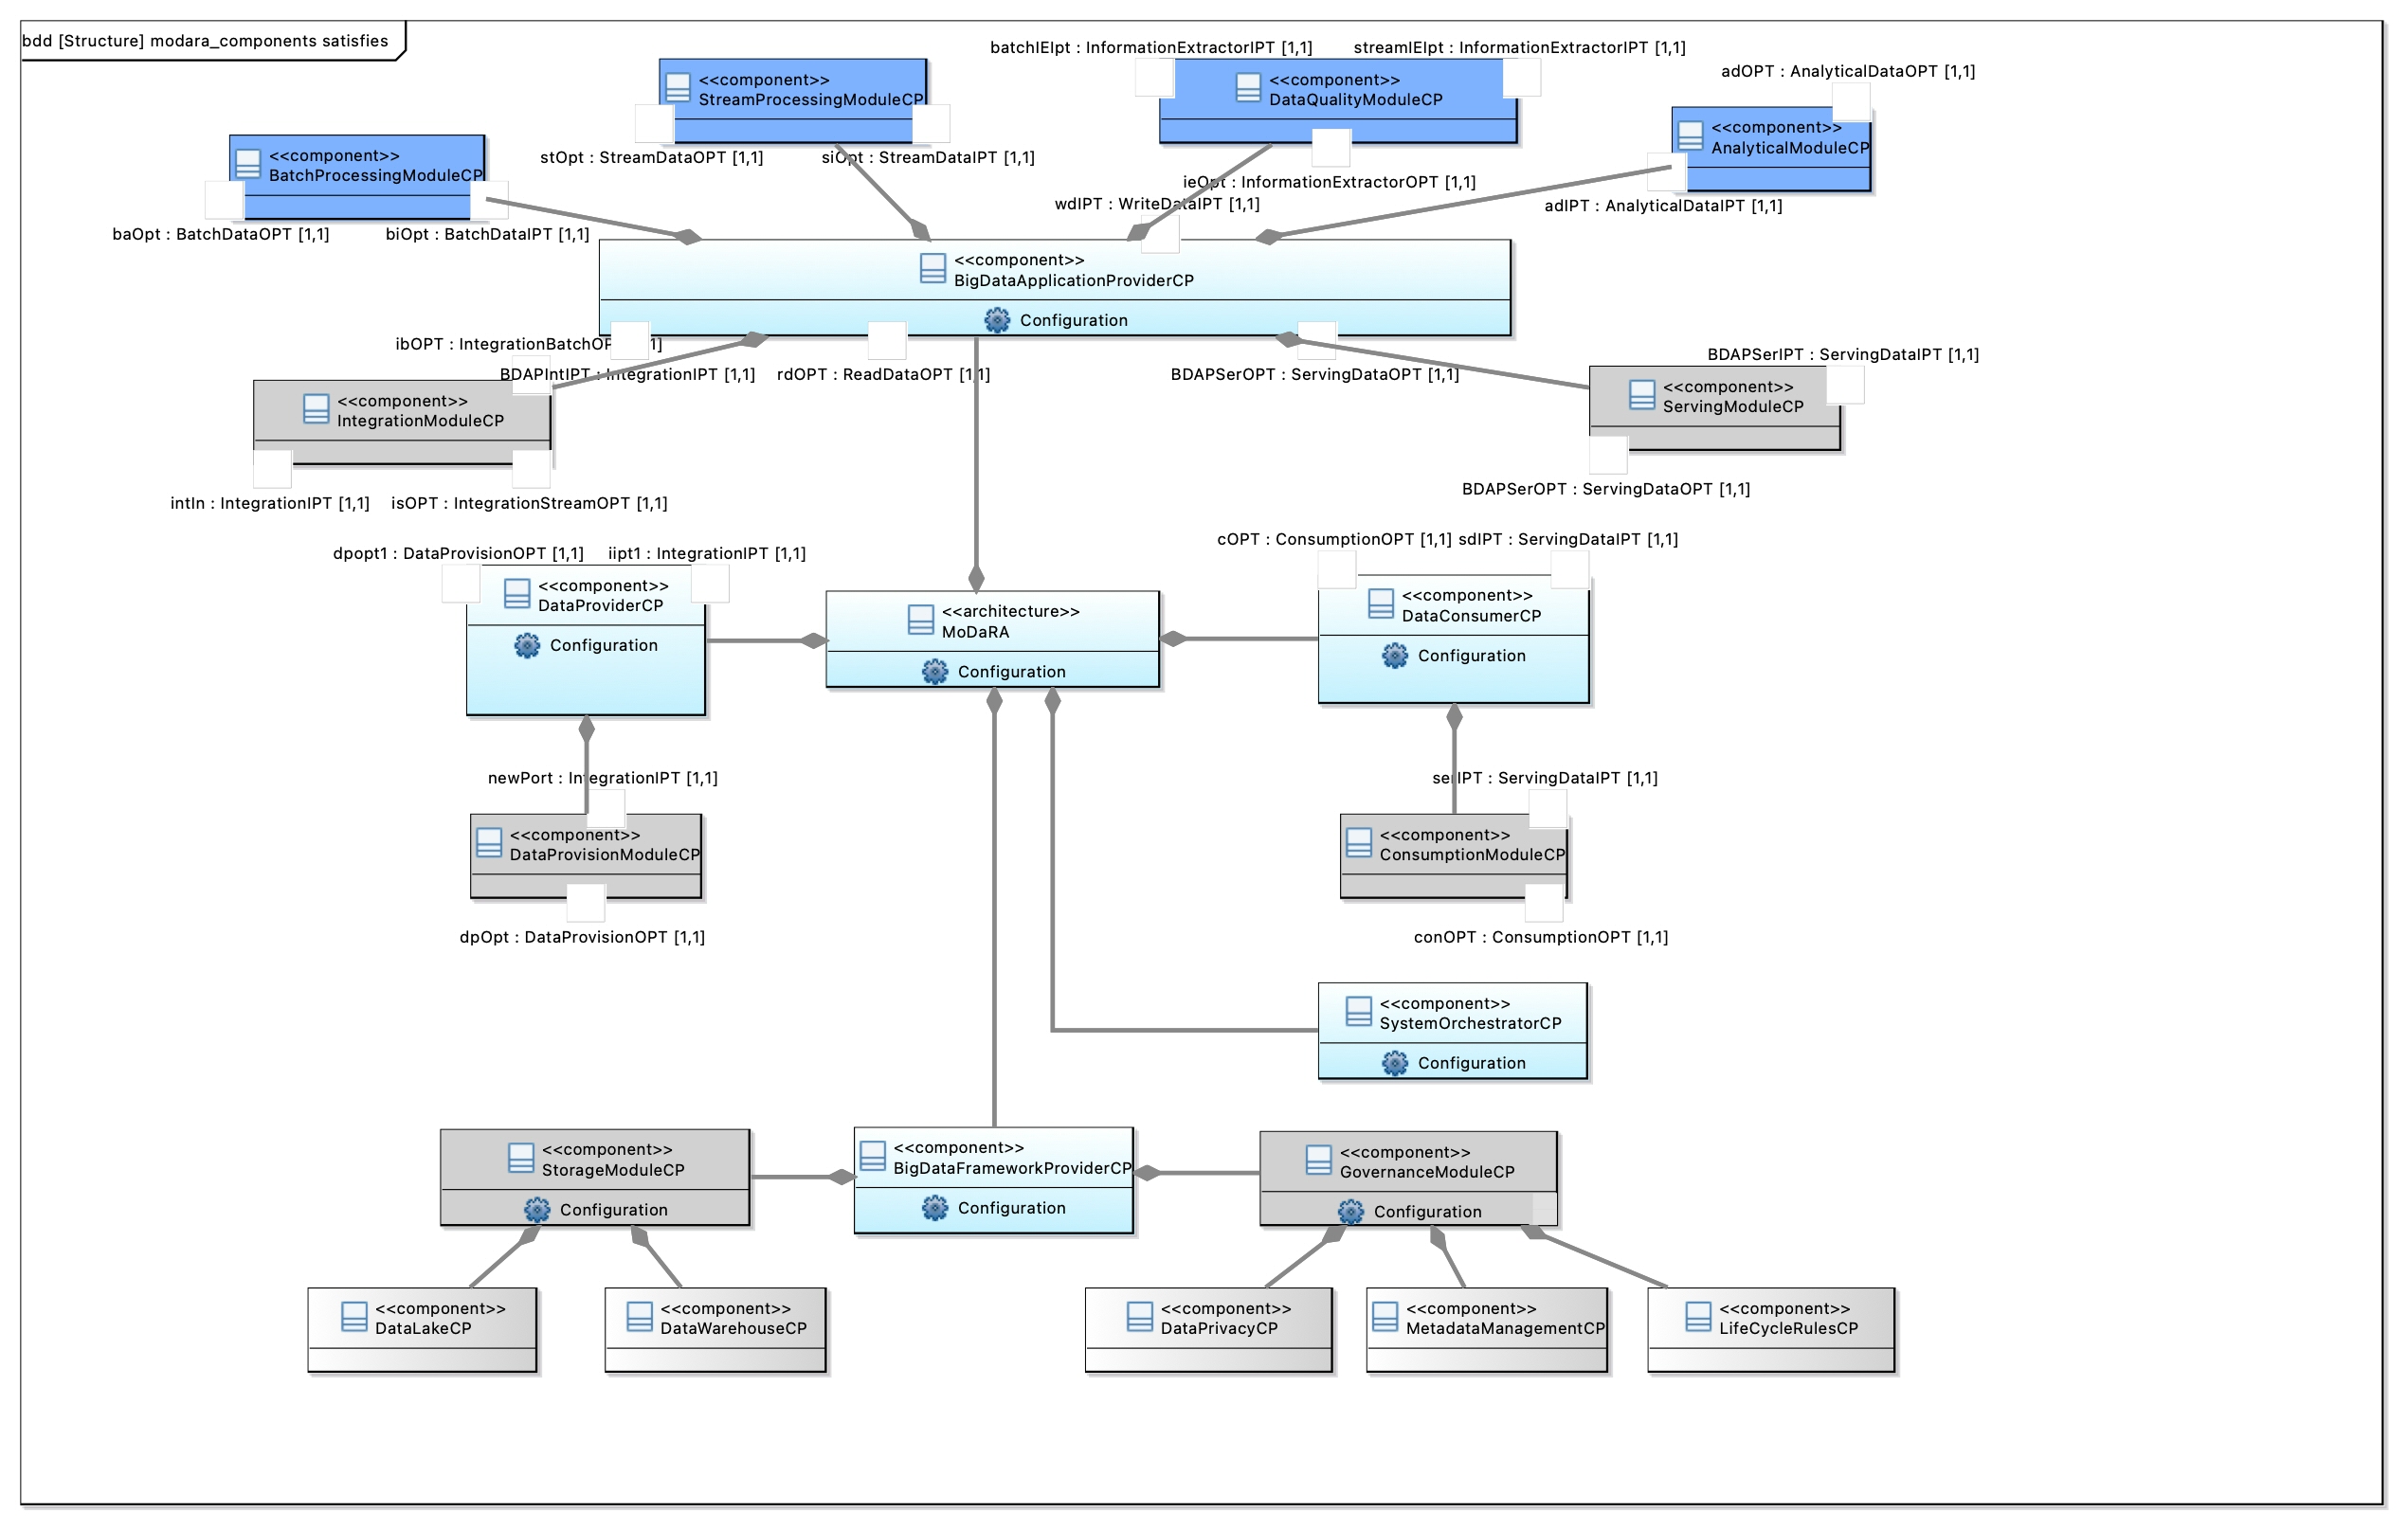 bdd [Structure] modara_components satisfies
batchIEIpt : InformationExtractorIPT [1,1]
streamIEIpt : InformationExtractorIPT [1,1]
adOPT : AnalyticalDataOPT [1,1]
<<component>>
StreamProcessingModuleCP
<<component>>
DataQualityModuleCP
<<component>>
AnalyticalModuleCP
<<component>>
BatchProcessingModuleCP
stOpt : StreamDataOPT [1,1]
siOpt : StreamDataIPT [1,1]
ieOpt : InformationExtractorOPT [1,1]
wdIPT : WriteDataIPT [1,1]
adIPT : AnalyticalDataIPT [1,1]
baOpt : BatchDataOPT [1,1]
biOpt : BatchDataIPT [1,1]
<<component>>
BigDataApplicationProviderCP
Configuration
ibOPT : IntegrationBatchOP ,1]
BDAPIntIPT : IntegrationIPT [1,1]
rdOPT : ReadDataOPT [1,1]
BDAPSerOPT : ServingDataOPT [1,1]
BDAPSerIPT : ServingDataIPT [1,1]
<<component>>
IntegrationModuleCP
<<component>>
ServingModuleCP
intIn : IntegrationIPT [1,1]
isOPT : IntegrationStreamOPT [1,1]
BDAPSerOPT : ServingDataOPT [1,1]
dpopt1 : DataProvisionOPT [1,1]
iipt1 : IntegrationIPT [1,1]
cOPT : ConsumptionOPT [1,1]
sdIPT : ServingDataIPT [1,1]
<<component>>
DataProviderCP
Configuration
<<architecture>>
MoDaRA
Configuration
<<component>>
DataConsumerCP
Configuration
newPort : IntegrationIPT [1,1]
serIPT : ServingDataIPT [1,1]
<<component>>
DataProvisionModuleCP
<<component>>
ConsumptionModuleCP
dpOpt : DataProvisionOPT [1,1]
conOPT : ConsumptionOPT [1,1]
<<component>>
SystemOrchestratorCP
Configuration
<<component>>
StorageModuleCP
Configuration
<<component>>
BigDataFrameworkProviderCP
Configuration
<<component>>
GovernanceModuleCP
Configuration
<<component>>
DataLakeCP
<<component>>
DataWarehouseCP
<<component>>
DataPrivacyCP
<<component>>
MetadataManagementCP
<<component>>
LifeCycleRulesCP